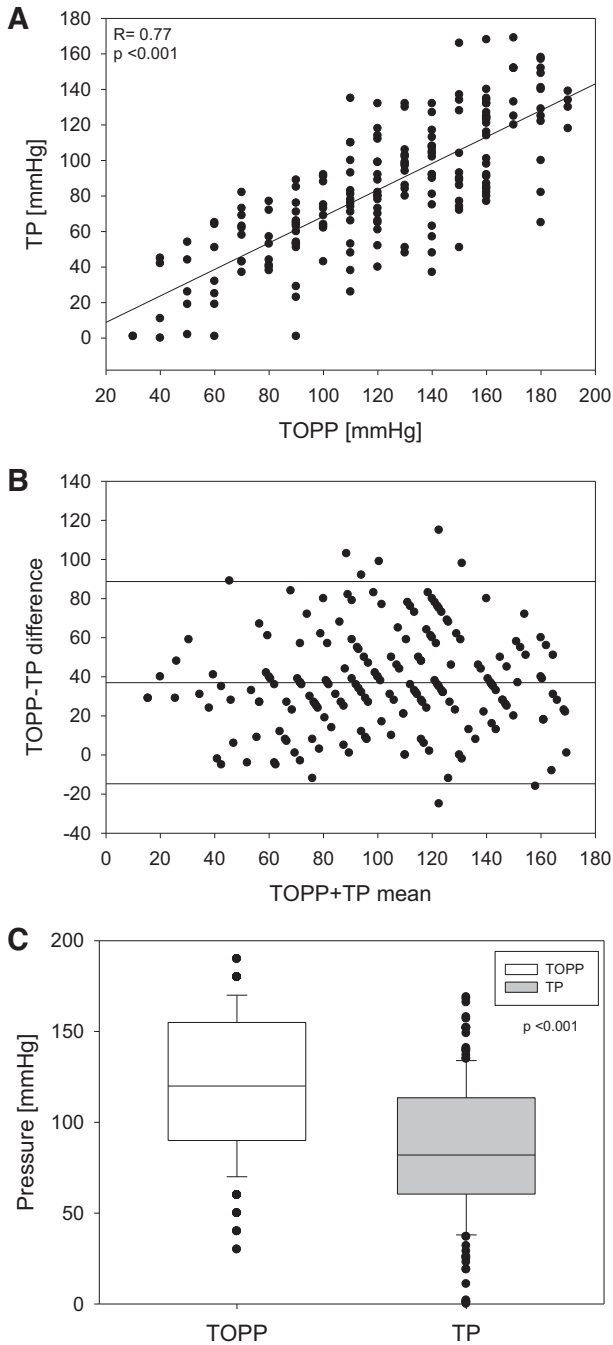 A
R= 0.77
p <0.001
180
160
140
120
100
80
60
40
20
0
TP [mmHg]
20 40 60 80 100 120 140 160 180 200
TOPP [mmHg]
B
140
120
100
80
60
40
20
0
-20
-40
TOPP-TP difference
0 20 40 60 80 100 120 140 160 180
TOPP+TP mean
C
200
150
100
50
0
Pressure [mmHg]
TOPP
TP
p <0.001
TOPP TP